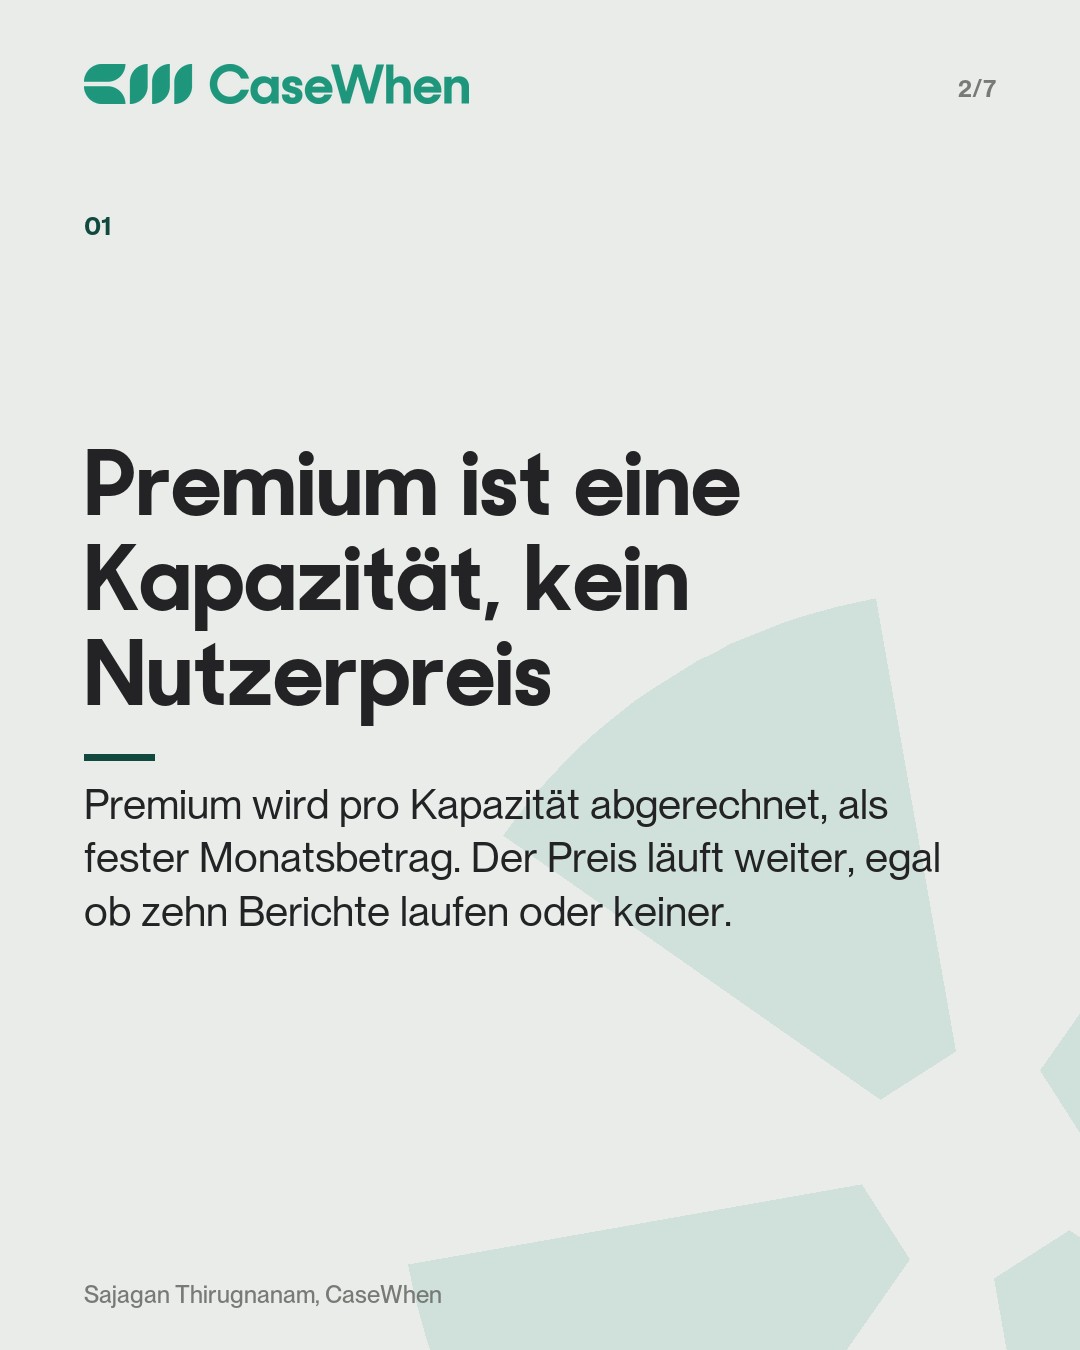 CaseWhen
2/7
01
Premium ist eine
Kapazität, kein
Nutzerpreis
Premium wird pro Kapazität abgerechnet, als
fester Monatsbetrag. Der Preis läuft weiter, egal
ob zehn Berichte laufen oder keiner.
Sajagan Thirugnanam, CaseWhen